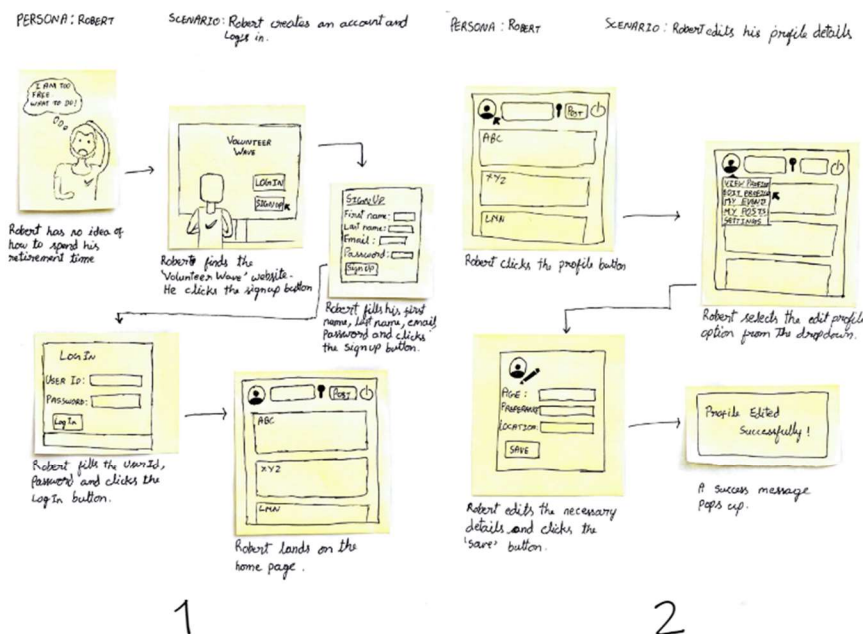 PERSONA: ROBERT
SCENARIO: Robert creates an account and
Logs in.
I AM TOO
FREE.
WHAT TO DO!
Robert has no idea of
how to spend his
retirement time
VOLUNTEER
WAVE
LOGIN
SIGNUP
Robert finds the
'Volunteer Wave' website.
He clicks the signup button
SIGN UP
First name:
Last name:
Email:
Password:
Sign UP
Robert fills his first
name, last name, email,
Password and clicks
the signup button.
LOG IN
USER ID:
PASSWORD:
Log In
Robert fills the UserId,
Password and clicks the
Log In button.
POST
ABC
XYZ
LMN
Robert lands on the
home page.
1
PERSONA: ROBERT
SCENARIO: Robert edits his profile details
POST
ABC
XYZ
LMN
Robert clicks the profile button
VIEW PROFILE
EDIT PROFILE
MY EVENT
MY POSTS
SETTINGS
Robert selects the edit profile
option from the dropdown.
AGE:
PREFERENCE
LOCATION:
SAVE
Robert edits the necessary
details and clicks the
'save' button.
Profile Edited
Successfully!
A success message
pops up.
2